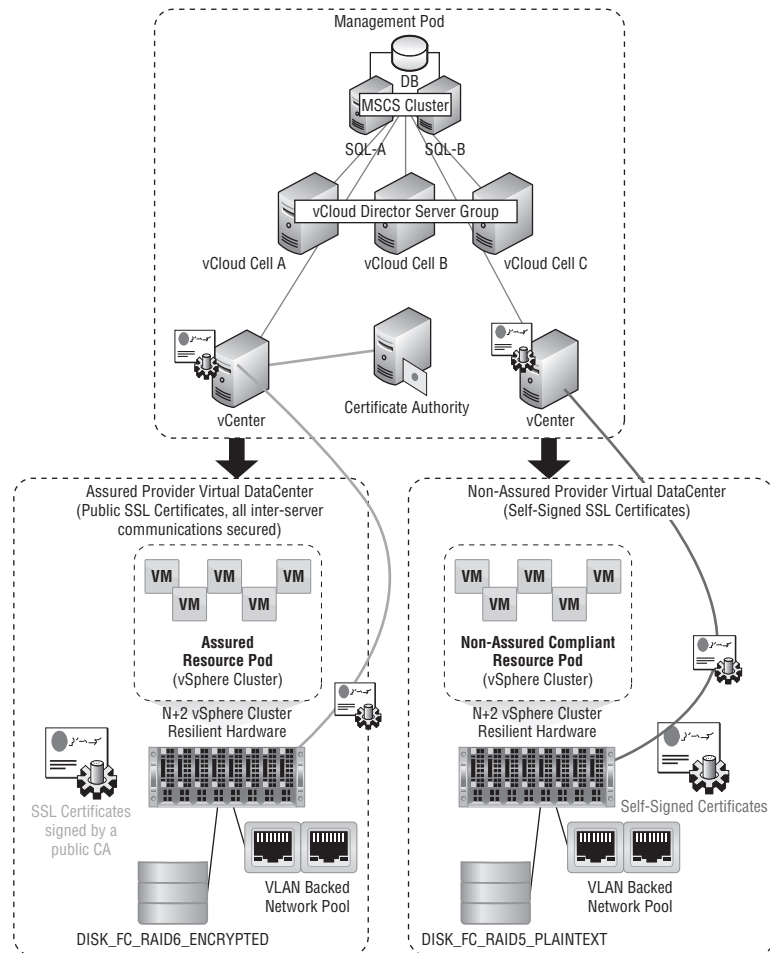 Management Pod
DB
MSCS Cluster
SQL-A
SQL-B
vCloud Director Server Group
vCloud Cell A
vCloud Cell B
vCloud Cell C
vCenter
Certificate Authority
vCenter
Assured Provider Virtual DataCenter
(Public SSL Certificates, all inter-server
communications secured)
VM
VM
VM
VM
VM
Assured
Resource Pod
(vSphere Cluster)
N+2 vSphere Cluster
Resilient Hardware
SSL Certificates
signed by a
public CA
VLAN Backed
Network Pool
DISK_FC_RAID6_ENCRYPTED
Non-Assured Provider Virtual DataCenter
(Self-Signed SSL Certificates)
VM
VM
VM
VM
VM
Non-Assured Compliant
Resource Pod
(vSphere Cluster)
N+2 vSphere Cluster
Resilient Hardware
Self-Signed Certificates
VLAN Backed
Network Pool
DISK_FC_RAID5_PLAINTEXT